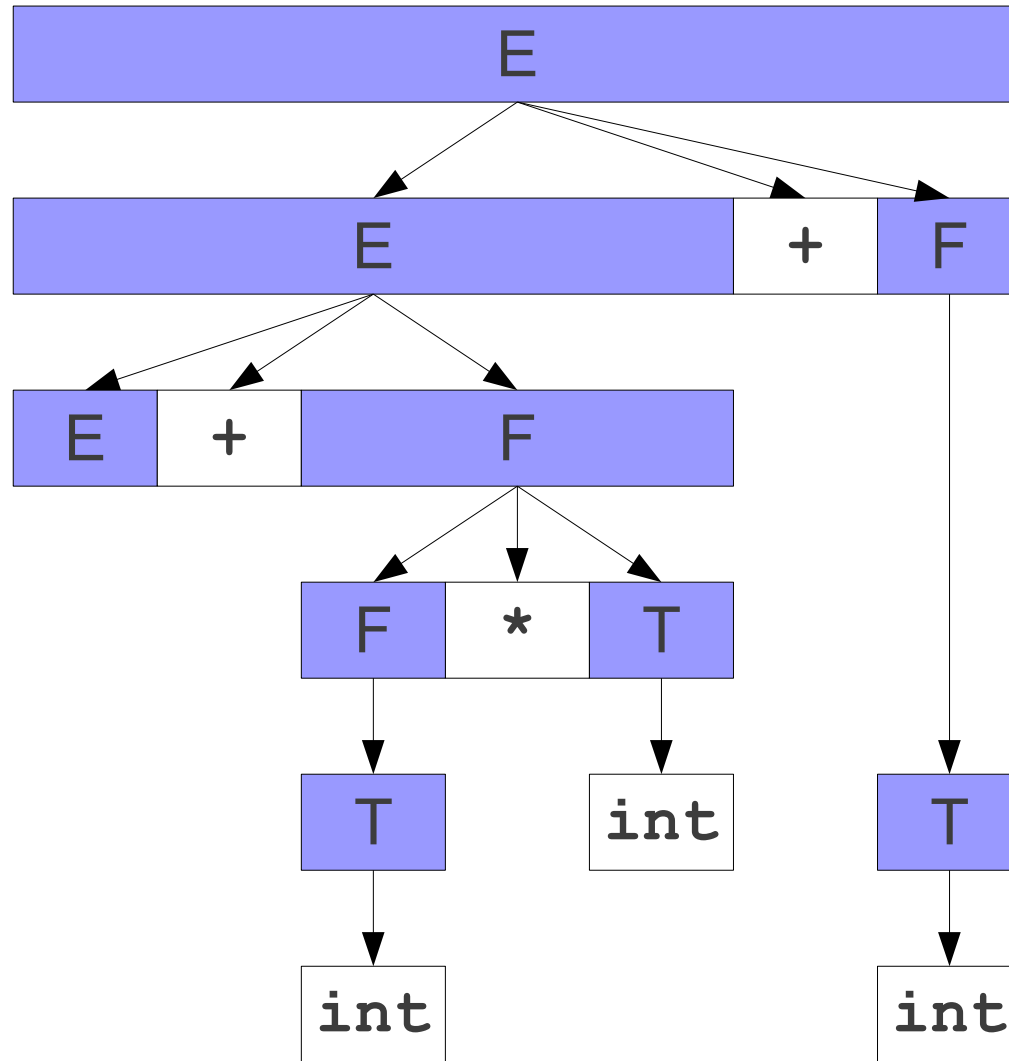 E
E + F
E + F
F * T
T int T
int int